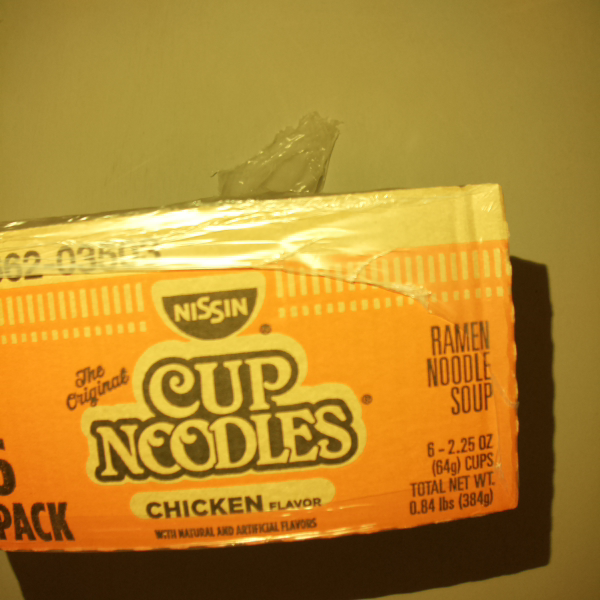 NISSIN
The
Original
CUP
NOODLES
®
®
CHICKEN FLAVOR
WITH NATURAL AND ARTIFICIAL FLAVORS
PACK
RAMEN
NOODLE
SOUP
6 - 2.25 OZ
(64g) CUPS
TOTAL NET WT.
0.84 lbs (384g)